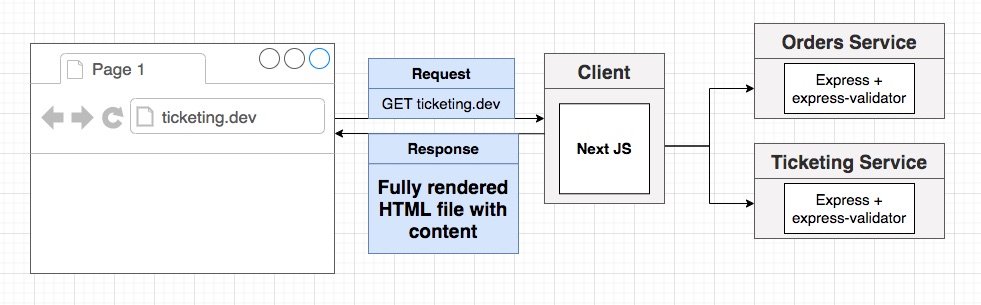 Page 1
ticketing.dev
Request
GET ticketing.dev
Response
Fully rendered
HTML file with
content
Client
Next JS
Orders Service
Express +
express-validator
Ticketing Service
Express +
express-validator